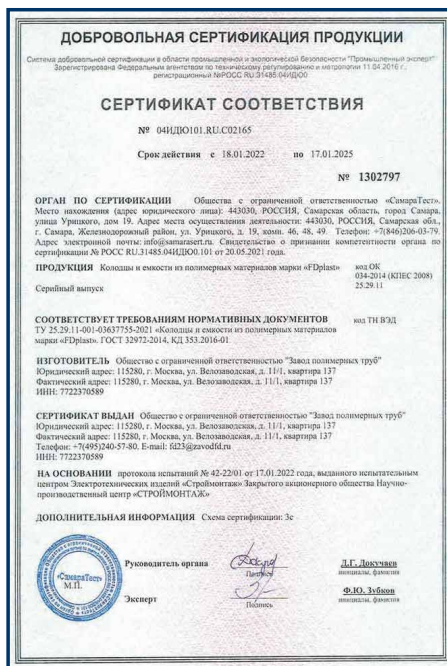 ДОБРОВОЛЬНАЯ СЕРТИФИКАЦИЯ ПРОДУКЦИИ
Система добровольной сертификации в области промышленной и экологической безопасности "Промышленный эксперт"
Зарегистрирована Федеральным агентством по техническому регулированию и метрологии 11.04.2016 г.,
регистрационный №РОСС RU.31485.04ИДЮ0
СЕРТИФИКАТ СООТВЕТСТВИЯ
№ 04ИДЮ101.RU.С02165
Срок действия с 18.01.2022 по 17.01.2025
№ 1302797
ОРГАН ПО СЕРТИФИКАЦИИ Общества с ограниченной ответственностью «СамараТест».
Место нахождения (адрес юридического лица): 443030, РОССИЯ, Самарская область, город Самара,
улица Урицкого, дом 19. Адрес места осуществления деятельности: 443030, РОССИЯ, Самарская обл.,
г. Самара, Железнодорожный район, ул. Урицкого, д. 19, комн. 46, 48, 49. Телефон: +7(846)206-03-79.
Адрес электронной почты: info@samarasert.ru. Свидетельство о признании компетентности органа по
сертификации № РОСС RU.31485.04ИДЮ0.101 от 20.05.2021 года.
ПРОДУКЦИЯ Колодцы и емкости из полимерных материалов марки «FDplast» код ОК
034-2014 (КПЕС 2008)
Серийный выпуск 25.29.11
СООТВЕТСТВУЕТ ТРЕБОВАНИЯМ НОРМАТИВНЫХ ДОКУМЕНТОВ код ТН ВЭД
ТУ 25.29.11-001-03637755-2021 «Колодцы и емкости из полимерных материалов
марки «FDplast». ГОСТ 32972-2014, КД 353.2016-01
ИЗГОТОВИТЕЛЬ Общество с ограниченной ответственностью "Завод полимерных труб"
Юридический адрес: 115280, г. Москва, ул. Велозаводская, д. 11/1, квартира 137
Фактический адрес: 115280, г. Москва, ул. Велозаводская, д. 11/1, квартира 137
ИНН: 7722370589
СЕРТИФИКАТ ВЫДАН Общество с ограниченной ответственностью "Завод полимерных труб"
Юридический адрес: 115280, г. Москва, ул. Велозаводская, д. 11/1, квартира 137
Фактический адрес: 115280, г. Москва, ул. Велозаводская, д. 11/1, квартира 137
Телефон: +7(495)240-57-80. E-mail: fd23@zavodfd.ru
ИНН: 7722370589
НА ОСНОВАНИИ протокола испытаний № 42-22/01 от 17.01.2022 года, выданного испытательным
центром Электротехнических изделий «Строймонтаж» Закрытого акционерного общества Научно-
производственный центр «СТРОЙМОНТАЖ»
ДОПОЛНИТЕЛЬНАЯ ИНФОРМАЦИЯ Схема сертификации: 3с
Руководитель органа Л.Г. Докучаев
Подпись инициалы, фамилия
«СамараТест»
М.П.
Эксперт Ф.Ю. Зубков
Подпись инициалы, фамилия